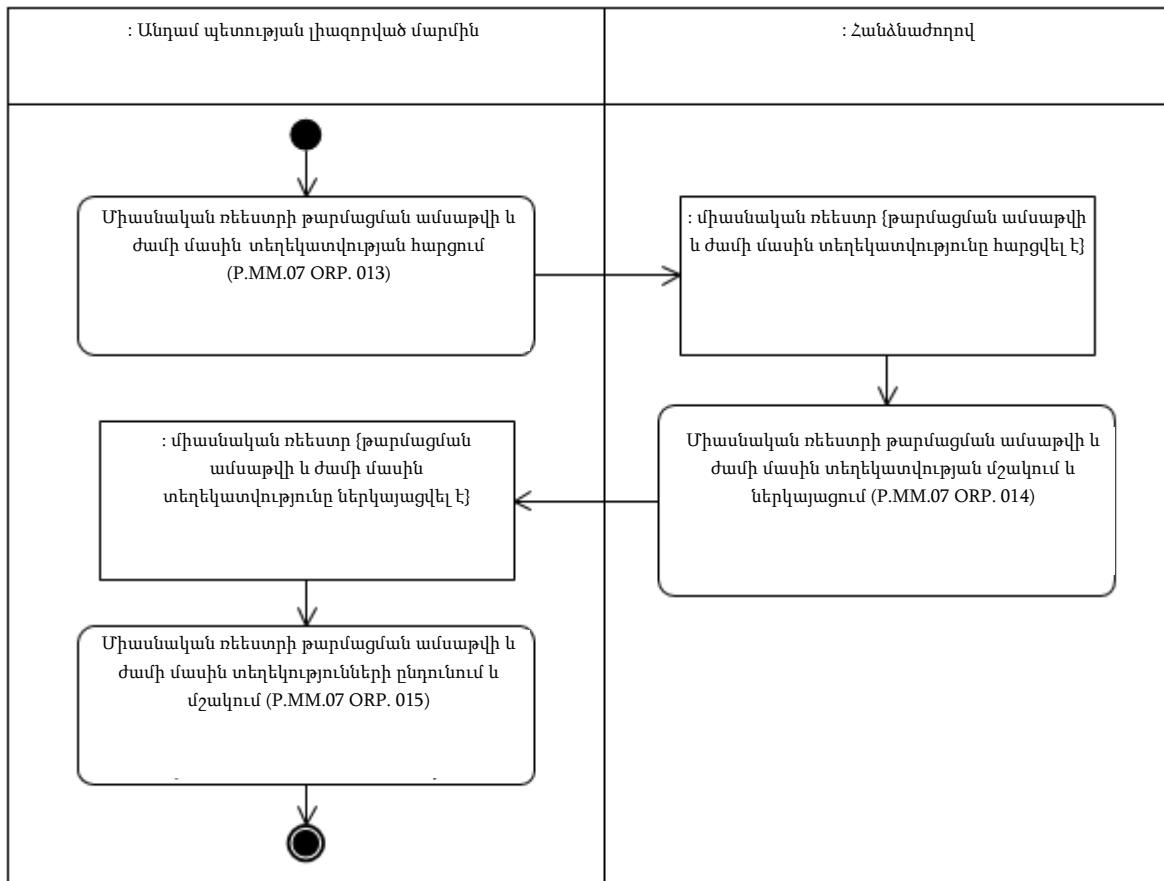 : Անդամ պետության լիազորված մարմին
: Հանձնաժողով
Միասնական ռեեստրի թարմացման ամսաթվի և
ժամի մասին տեղեկատվության հարցում
(P.MM.07 ORP. 013)
: միասնական ռեեստր {թարմացման ամսաթվի
և ժամի մասին տեղեկատվությունը հարցվել է}
Միասնական ռեեստրի թարմացման ամսաթվի և
ժամի մասին տեղեկատվության մշակում և
ներկայացում (P.MM.07 ORP. 014)
: միասնական ռեեստր {թարմացման
ամսաթվի և ժամի մասին
տեղեկատվությունը ներկայացվել է}
Միասնական ռեեստրի թարմացման ամսաթվի և
ժամի մասին տեղեկությունների ընդունում և
մշակում (P.MM.07 ORP. 015)